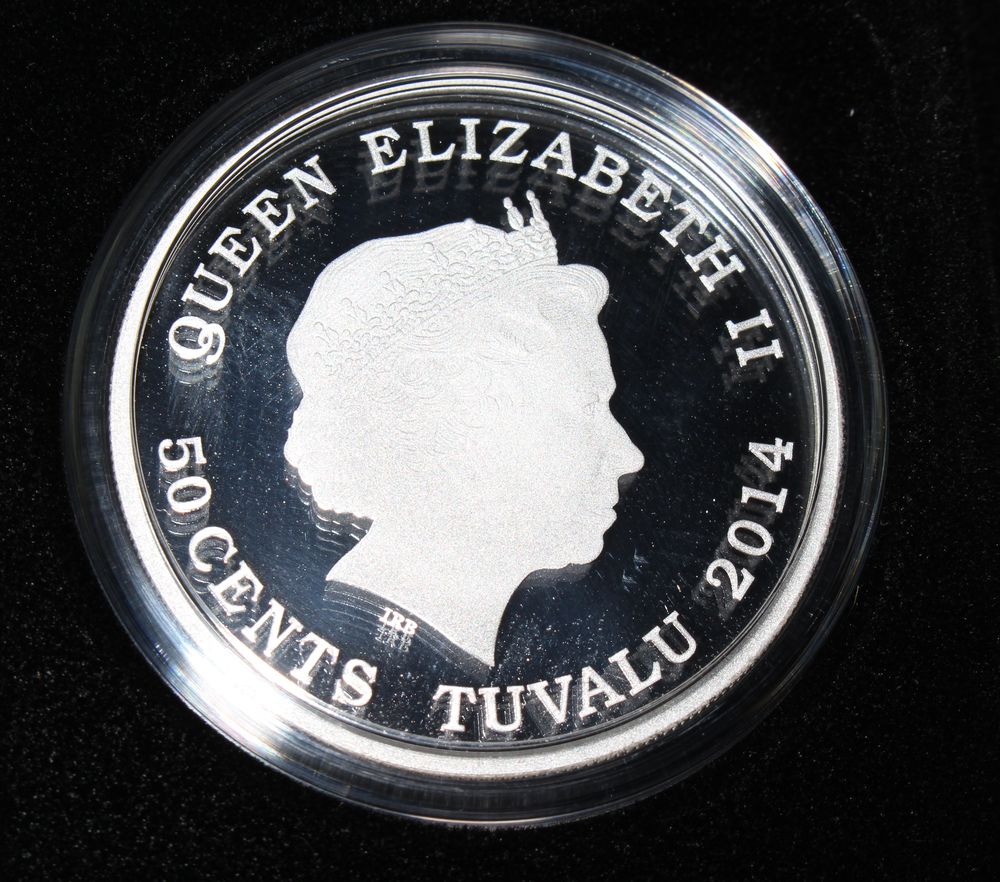 QUEEN ELIZABETH II
50 CENTS
TUVALU 2014
IRB